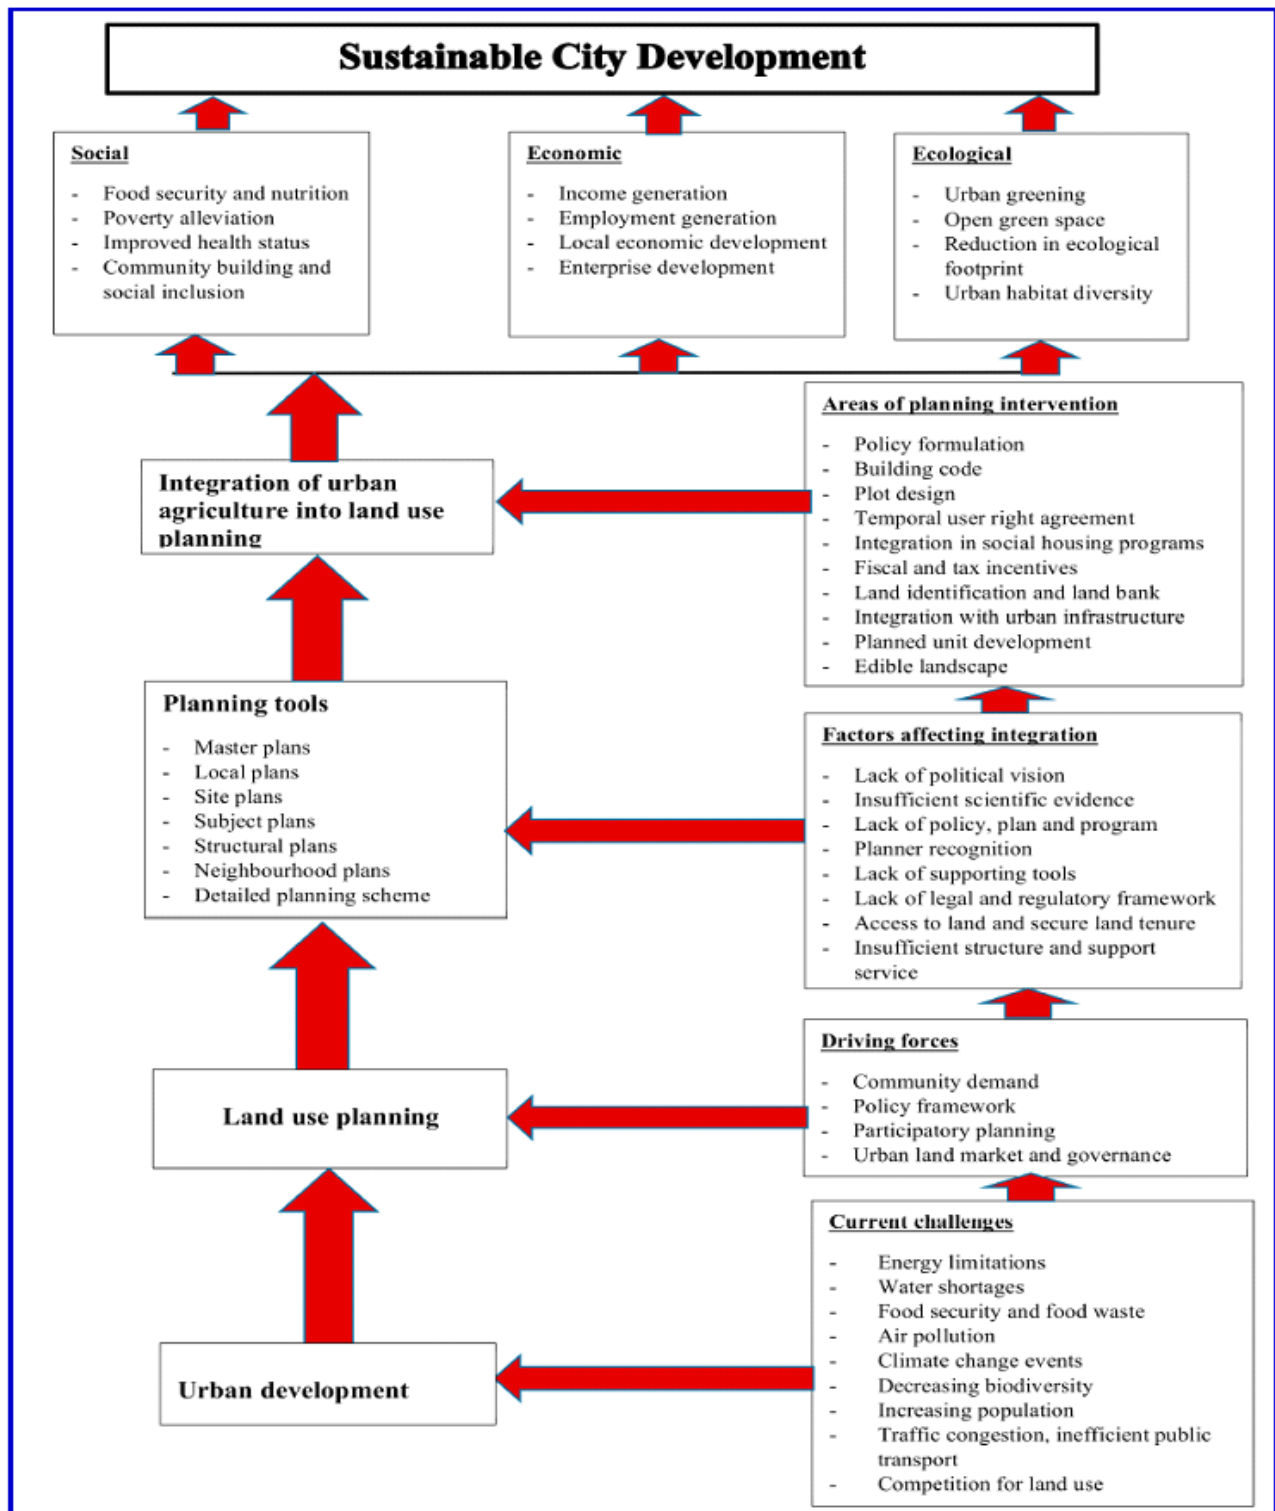 Sustainable City Development
Social
- Food security and nutrition
- Poverty alleviation
- Improved health status
- Community building and
social inclusion
Economic
- Income generation
- Employment generation
- Local economic development
- Enterprise development
Ecological
- Urban greening
- Open green space
- Reduction in ecological
footprint
- Urban habitat diversity
Integration of urban
agriculture into land use
planning
Areas of planning intervention
- Policy formulation
- Building code
- Plot design
- Temporal user right agreement
- Integration in social housing programs
- Fiscal and tax incentives
- Land identification and land bank
- Integration with urban infrastructure
- Planned unit development
- Edible landscape
Planning tools
- Master plans
- Local plans
- Site plans
- Subject plans
- Structural plans
- Neighbourhood plans
- Detailed planning scheme
Factors affecting integration
- Lack of political vision
- Insufficient scientific evidence
- Lack of policy, plan and program
- Planner recognition
- Lack of supporting tools
- Lack of legal and regulatory framework
- Access to land and secure land tenure
- Insufficient structure and support
service
Land use planning
Driving forces
- Community demand
- Policy framework
- Participatory planning
- Urban land market and governance
Urban development
Current challenges
- Energy limitations
- Water shortages
- Food security and food waste
- Air pollution
- Climate change events
- Decreasing biodiversity
- Increasing population
- Traffic congestion, inefficient public
transport
- Competition for land use